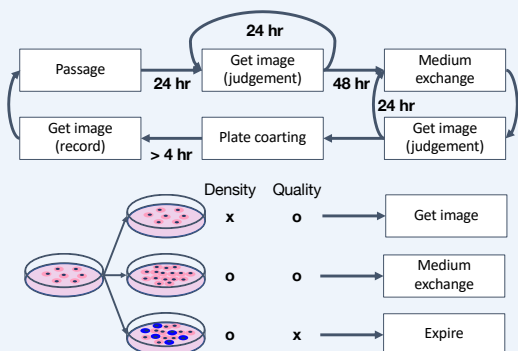 24 hr
Passage
24 hr
Get image
(judgement)
48 hr
Medium
exchange
24 hr
Get image
(record)
> 4 hr
Plate coarting
Get image
(judgement)
Density Quality
x o
Get image
o o
Medium
exchange
o x
Expire